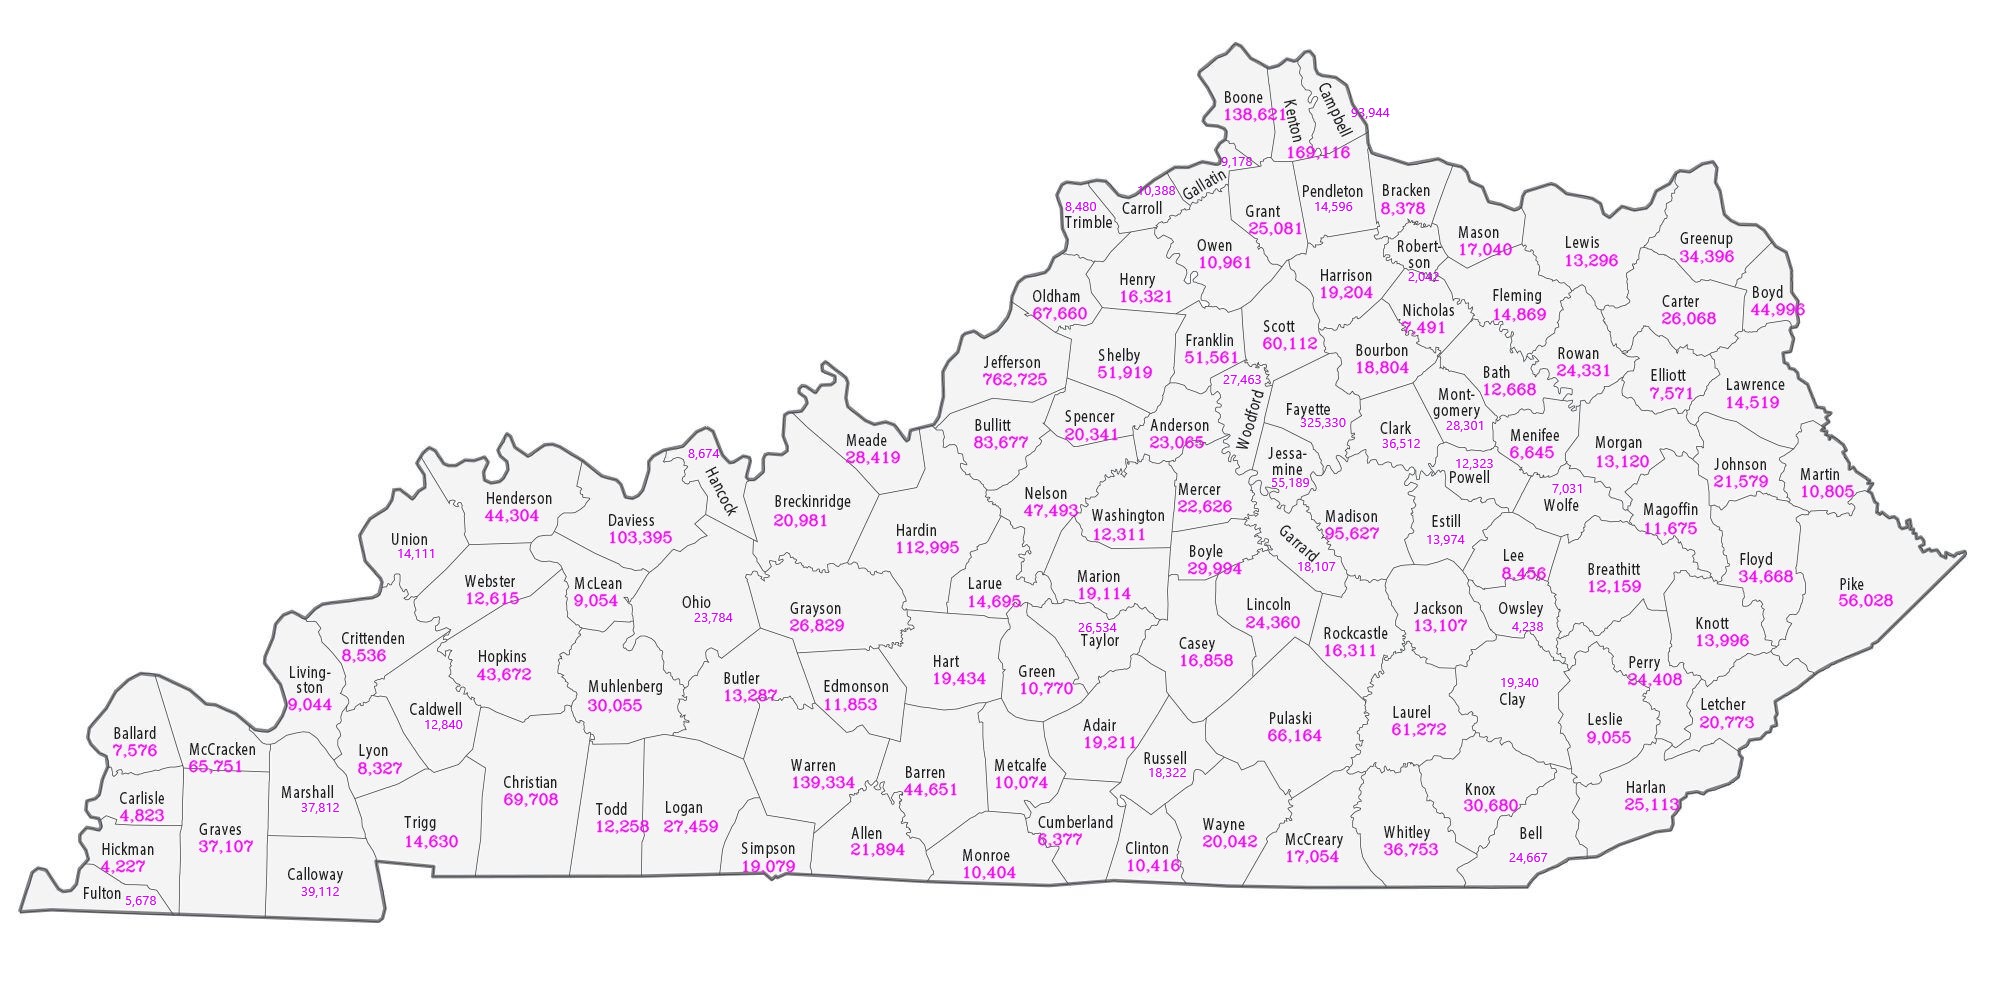 Boone
138,621
Kenton
169,116
Campbell
93,944
9,178
Gallatin
10,388
Carroll
8,480
Trimble
Grant
25,081
Pendleton
14,596
Bracken
8,378
Owen
10,961
Robert-
son
2,042
Mason
17,040
Lewis
13,296
Greenup
34,396
Henry
16,321
Oldham
67,660
Harrison
19,204
Nicholas
7,491
Fleming
14,869
Carter
26,068
Boyd
44,996
Jefferson
762,725
Shelby
51,919
Franklin
51,561
Scott
60,112
Bourbon
18,804
Bath
12,668
Rowan
24,331
Elliott
7,571
Lawrence
14,519
27,463
Woodford
Fayette
325,330
Mont-
gomery
28,301
Clark
36,512
Menifee
6,645
Morgan
13,120
Johnson
21,579
Martin
10,805
Bullitt
83,677
Spencer
20,341
Anderson
23,065
Meade
28,419
8,674
Hancock
Jessa-
mine
55,189
12,323
Powell
7,031
Wolfe
Magoffin
11,675
Henderson
44,304
Daviess
103,395
Breckinridge
20,981
Hardin
112,995
Nelson
47,493
Washington
12,311
Mercer
22,626
Boyle
29,994
Garrard
18,107
Madison
95,627
Estill
13,974
Lee
8,456
Breathitt
12,159
Floyd
34,668
Pike
56,028
Union
14,111
Webster
12,615
McLean
9,054
Ohio
23,784
Grayson
26,829
Larue
14,695
Marion
19,114
26,534
Taylor
Casey
16,858
Lincoln
24,360
Rockcastle
16,311
Jackson
13,107
Owsley
4,238
Knott
13,996
Perry
24,408
Crittenden
8,536
Living-
ston
9,044
Hopkins
43,672
Muhlenberg
30,055
Butler
13,287
Edmonson
11,853
Hart
19,434
Green
10,770
Adair
19,211
Russell
18,322
Pulaski
66,164
Laurel
61,272
19,340
Clay
Leslie
9,055
Letcher
20,773
Ballard
7,576
McCracken
65,751
Lyon
8,327
Caldwell
12,840
Christian
69,708
Todd
12,258
Logan
27,459
Warren
139,334
Barren
44,651
Metcalfe
10,074
Knox
30,680
Harlan
25,113
Carlisle
4,823
Graves
37,107
Marshall
37,812
Trigg
14,630
Simpson
19,079
Allen
21,894
Monroe
10,404
Cumberland
6,377
Clinton
10,416
Wayne
20,042
McCreary
17,054
Whitley
36,753
Bell
24,667
Hickman
4,227
Fulton
5,678
Calloway
39,112